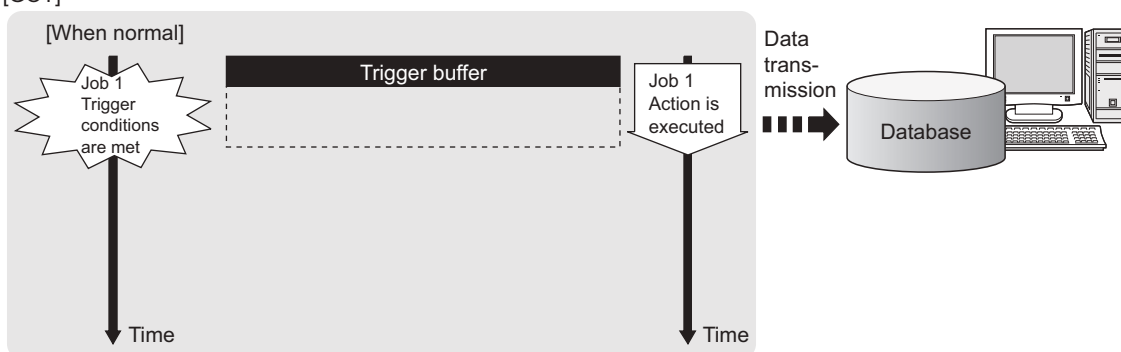 [When normal]
Job 1
Trigger
conditions
are met
Trigger buffer
Job 1
Action is
executed
Data
trans-
mission
Database
Time
Time